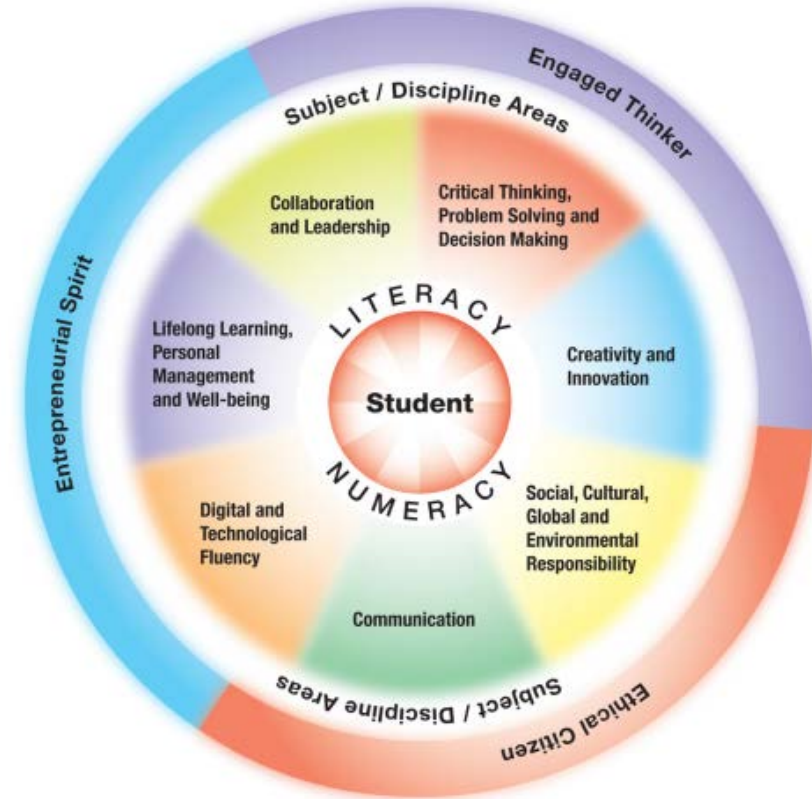 Engaged Thinker
Subject / Discipline Areas
Collaboration
and Leadership
Critical Thinking,
Problem Solving and
Decision Making
Entrepreneurial Spirit
Lifelong Learning,
Personal
Management
and Well-being
LITERACY
Student
NUMERACY
Creativity and
Innovation
Digital and
Technological
Fluency
Social, Cultural,
Global and
Environmental
Responsibility
Communication
Subject / Discipline Areas
Ethical Citizen